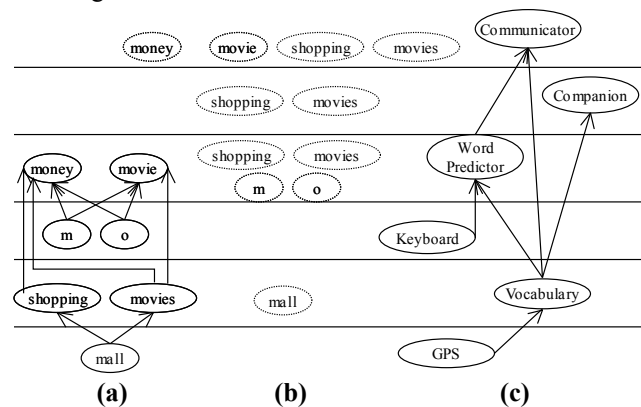 Communicator
money movie shopping movies
shopping movies Companion
shopping movies
money movie Word
Predictor
m o
m o Keyboard
shopping movies mall Vocabulary
mall GPS
(a) (b) (c)